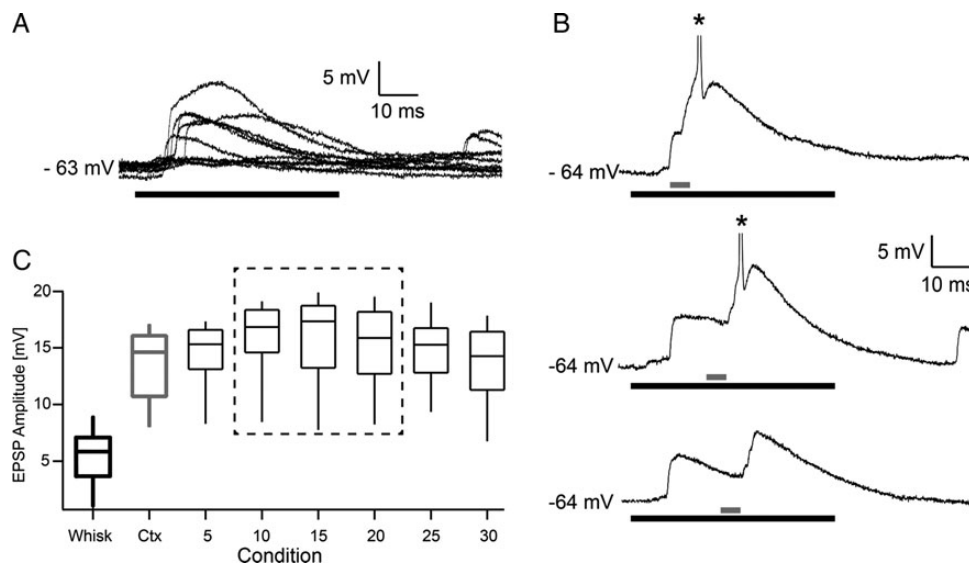 A
5 mV
10 ms
- 63 mV
B
*
- 64 mV
*
5 mV
10 ms
-64 mV
-64 mV
C
EPSP Amplitude [mV]
20
15
10
5
Whisk Ctx 5 10 15 20 25 30
Condition